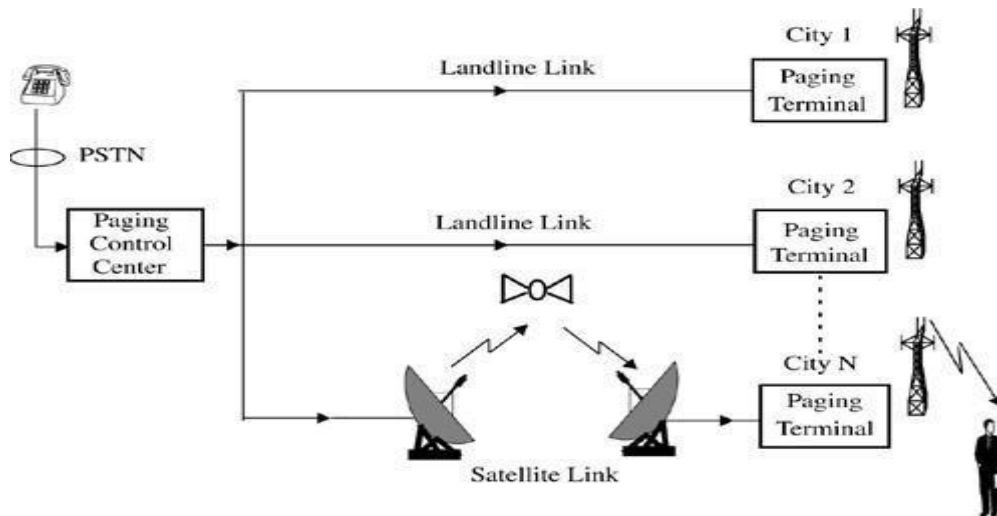 City 1
Landline Link
Paging
Terminal
PSTN
City 2
Paging
Control
Center
Landline Link
Paging
Terminal
City N
Paging
Terminal
Satellite Link